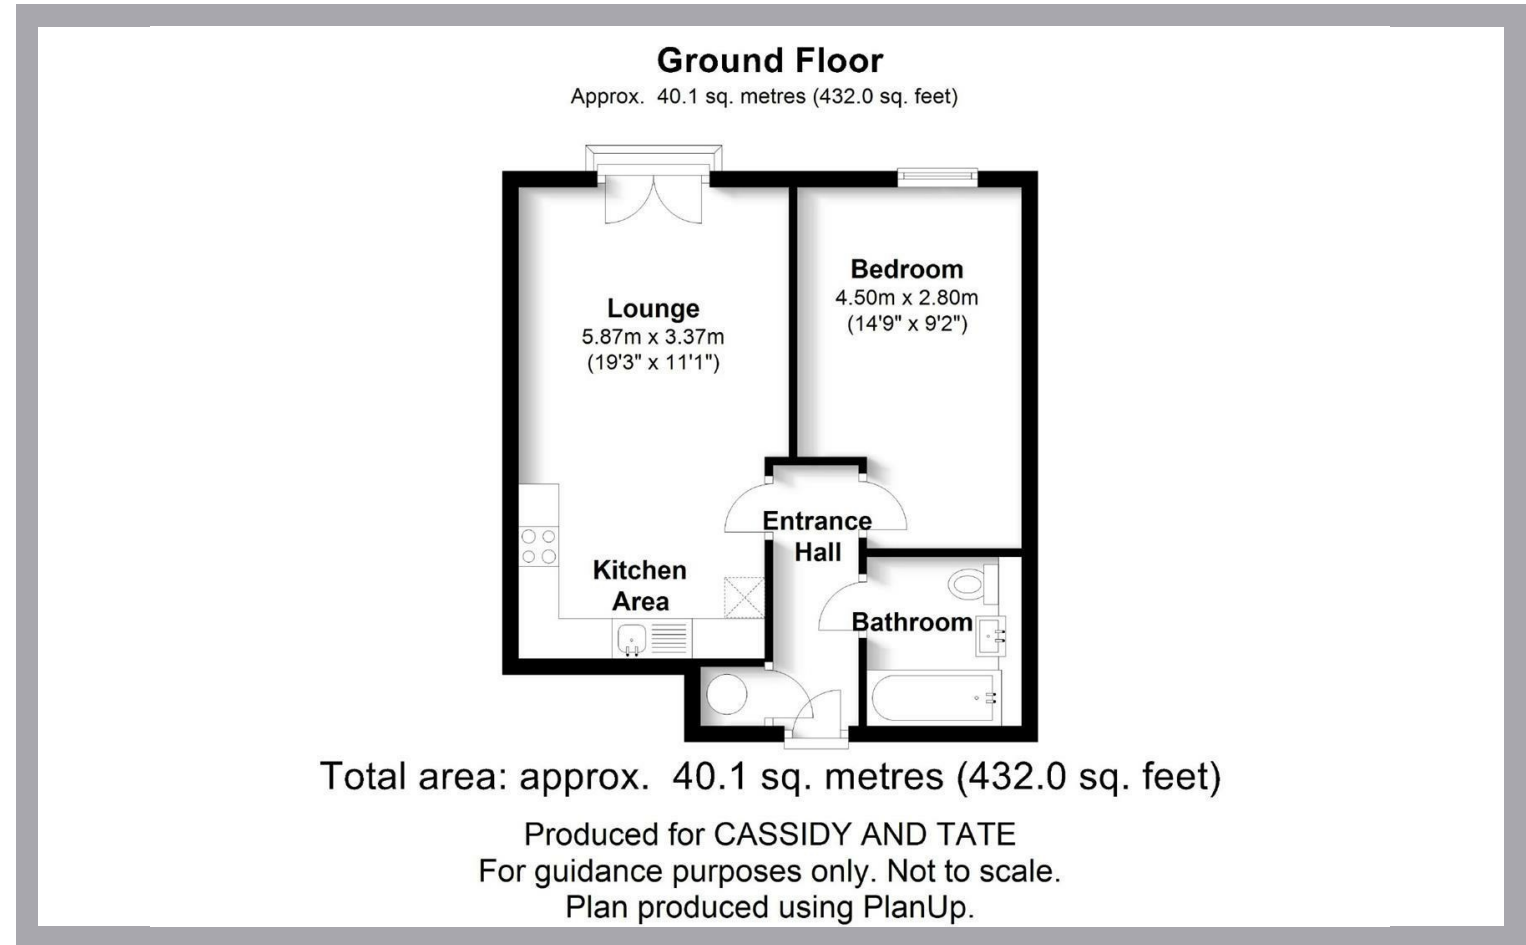 Ground Floor
Approx.  40.1 sq. metres (432.0 sq. feet)
Lounge
5.87m x 3.37m
(19'3" x 11'1")
Bedroom
4.50m x 2.80m
(14'9" x 9'2")
Entrance
Hall
Kitchen
Area
Bathroom
Total area: approx.  40.1 sq. metres (432.0 sq. feet)
Produced for CASSIDY AND TATE
For guidance purposes only. Not to scale.
Plan produced using PlanUp.